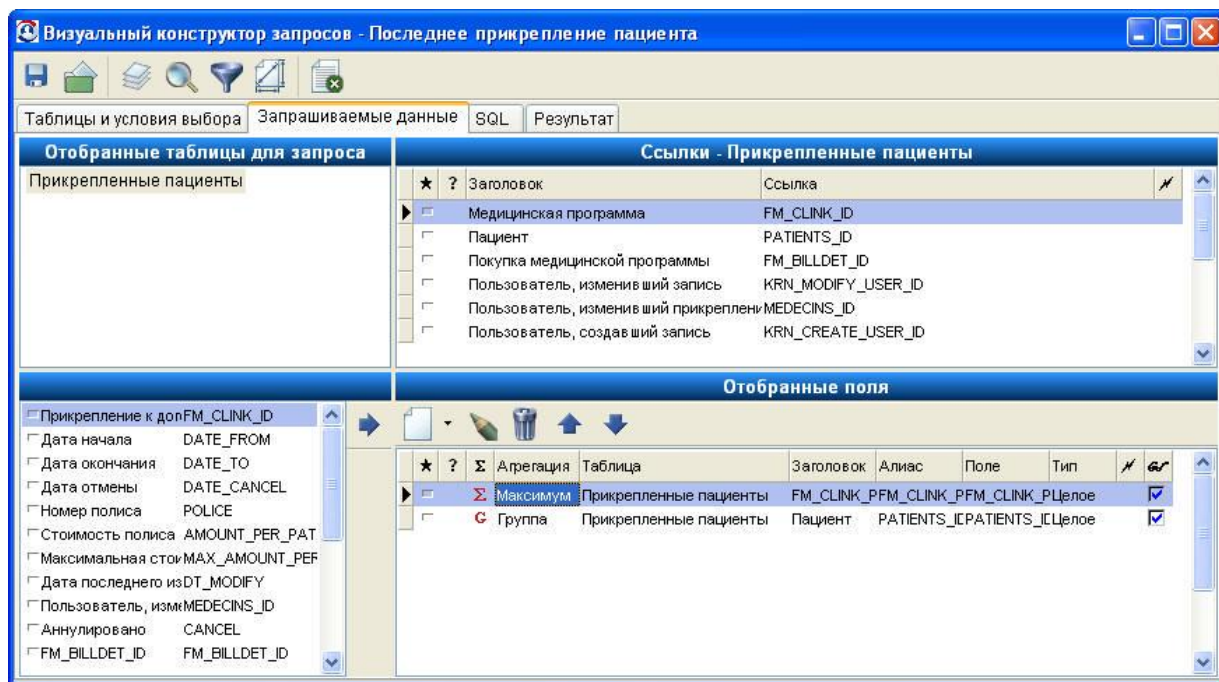 Визуальный конструктор запросов - Последнее прикрепление пациента
Таблицы и условия выбора Запрашиваемые данные SQL Результат
Отобранные таблицы для запроса
Прикрепленные пациенты
Ссылки - Прикрепленные пациенты
? Заголовок Ссылка
Медицинская программа FM_CLINK_ID
Пациент PATIENTS_ID
Покупка медицинской программы FM_BILLDET_ID
Пользователь, изменивший запись KRN_MODIFY_USER_ID
Пользователь, изменивший прикреплени MEDECINS_ID
Пользователь, создавший запись KRN_CREATE_USER_ID
Прикрепление к дог FM_CLINK_ID
Дата начала DATE_FROM
Дата окончания DATE_TO
Дата отмены DATE_CANCEL
Номер полиса POLICE
Стоимость полиса AMOUNT_PER_PAT
Максимальная стои MAX_AMOUNT_PER
Дата последнего из DT_MODIFY
Пользователь, изме MEDECINS_ID
Аннулировано CANCEL
FM_BILLDET_ID FM_BILLDET_ID
Отобранные поля
? Σ Агрегация Таблица Заголовок Алиас Поле Тип
Σ Максимум Прикрепленные пациенты FM_CLINK_P FM_CLINK_P FM_CLINK_P Целое
G Группа Прикрепленные пациенты Пациент PATIENTS_I PATIENTS_I Целое